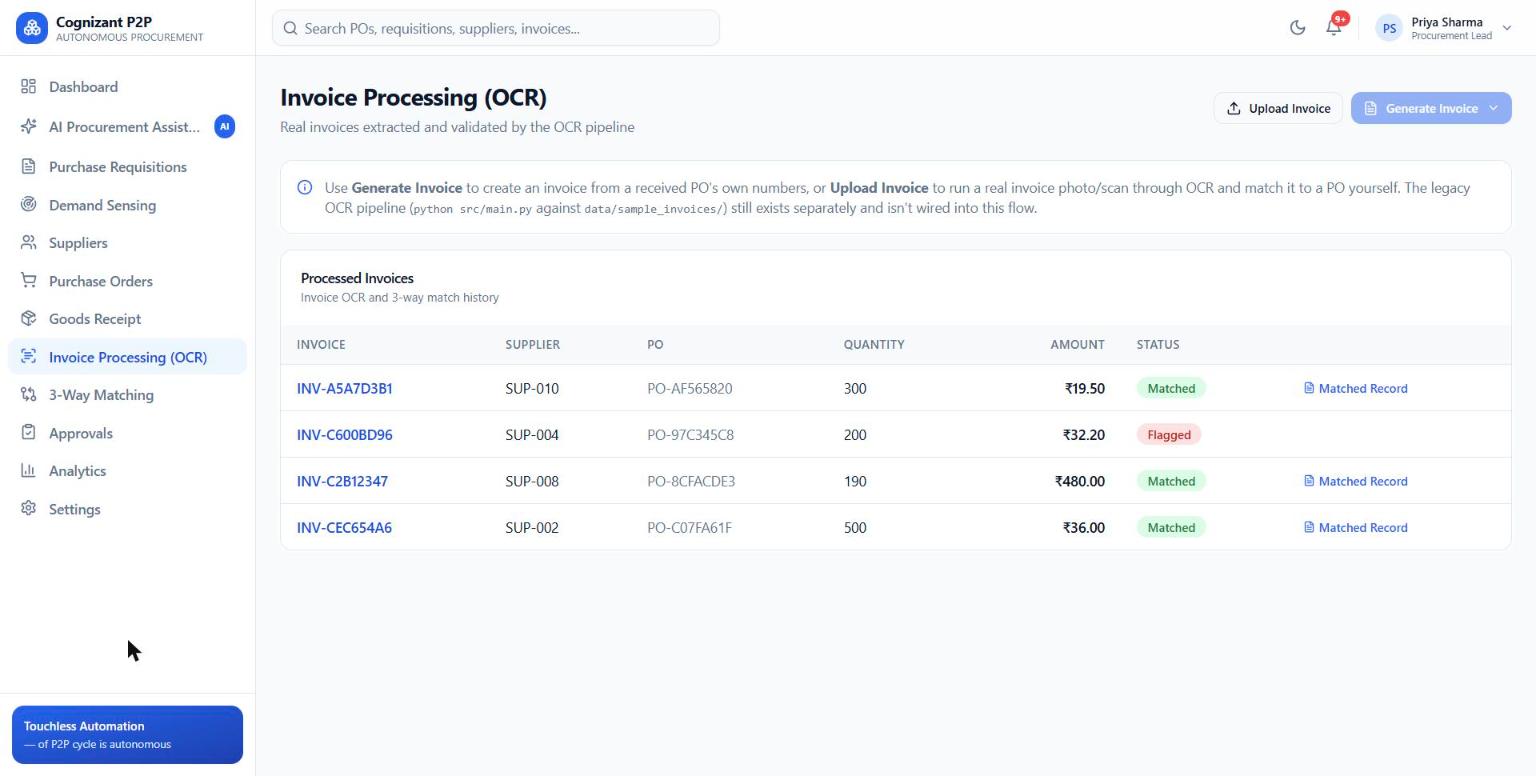 Cognizant P2P
AUTONOMOUS PROCUREMENT
Search POs, requisitions, suppliers, invoices...
9+
PS
Priya Sharma
Procurement Lead
Dashboard
AI Procurement Assist...
AI
Purchase Requisitions
Demand Sensing
Suppliers
Purchase Orders
Goods Receipt
Invoice Processing (OCR)
3-Way Matching
Approvals
Analytics
Settings
Touchless Automation
— of P2P cycle is autonomous
Invoice Processing (OCR)
Real invoices extracted and validated by the OCR pipeline
Upload Invoice
Generate Invoice
Use Generate Invoice to create an invoice from a received PO's own numbers, or Upload Invoice to run a real invoice photo/scan through OCR and match it to a PO yourself. The legacy
OCR pipeline (python src/main.py against data/sample_invoices/) still exists separately and isn't wired into this flow.
Processed Invoices
Invoice OCR and 3-way match history
INVOICE SUPPLIER PO QUANTITY AMOUNT STATUS
INV-A5A7D3B1 SUP-010 PO-AF565820 300 ₹19.50 Matched Matched Record
INV-C600BD96 SUP-004 PO-97C345C8 200 ₹32.20 Flagged
INV-C2B12347 SUP-008 PO-8CFACDE3 190 ₹480.00 Matched Matched Record
INV-CEC654A6 SUP-002 PO-C07FA61F 500 ₹36.00 Matched Matched Record